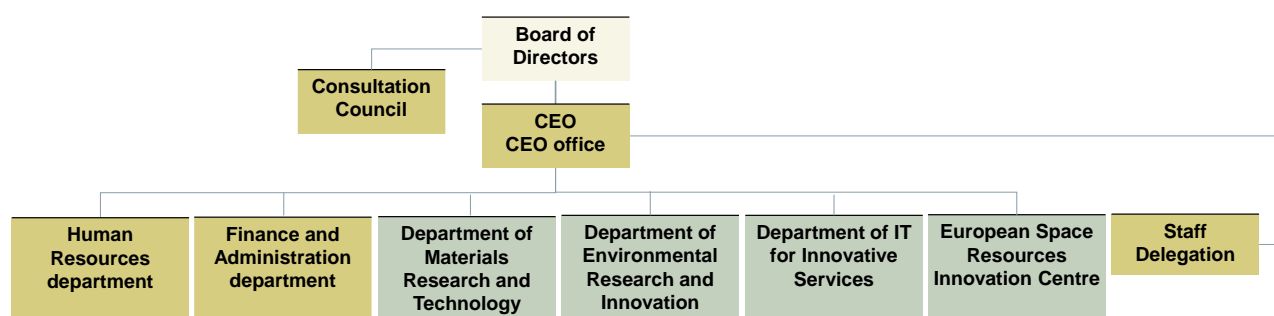 Board of
Directors
Consultation
Council
CEO
CEO office
Human
Resources
department
Finance and
Administration
department
Department of
Materials
Research and
Technology
Department of
Environmental
Research and
Innovation
Department of IT
for Innovative
Services
European Space
Resources
Innovation Centre
Staff
Delegation